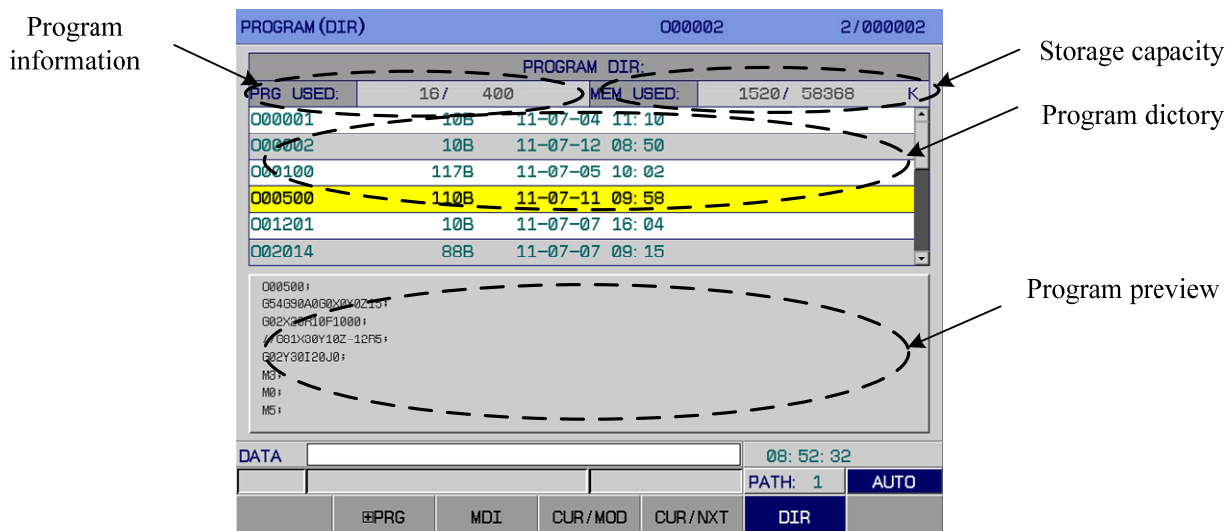 Program information
Storage capacity
Program dictory
Program preview
PROGRAM(DIR) O00002 2/000002
PROGRAM DIR:
PRG USED: 16/ 400 MEM USED: 1520/ 58368 K
O00001 10B 11-07-04 11:10
O00002 10B 11-07-12 08:50
O00100 117B 11-07-05 10:02
O00500 110B 11-07-11 09:58
O01201 10B 11-07-07 16:04
O02014 88B 11-07-07 09:15
O00500;
G54G90A0G0X0Y0Z15;
G02X20R10F1000;
//G81X30Y10Z-12R5;
G02Y30I20J0;
M3;
M0;
M5;
DATA 08:52:32
PATH: 1 AUTO
⊞PRG MDI CUR/MOD CUR/NXT DIR